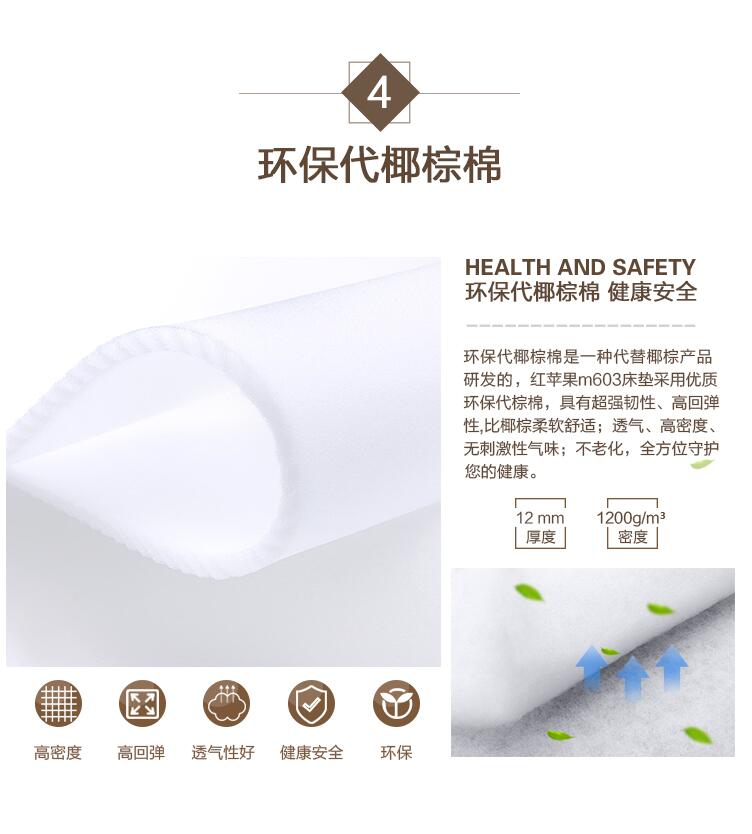 4
环保代椰棕棉
HEALTH AND SAFETY
环保代椰棕棉 健康安全
环保代椰棕棉是一种代替椰棕产品
研发的，红苹果m603床垫采用优质
环保代棕棉，具有超强韧性、高回弹
性,比椰棕柔软舒适；透气、高密度、
无刺激性气味；不老化，全方位守护
您的健康。
12 mm
厚度
1200g/m³
密度
高密度
高回弹
透气性好
健康安全
环保